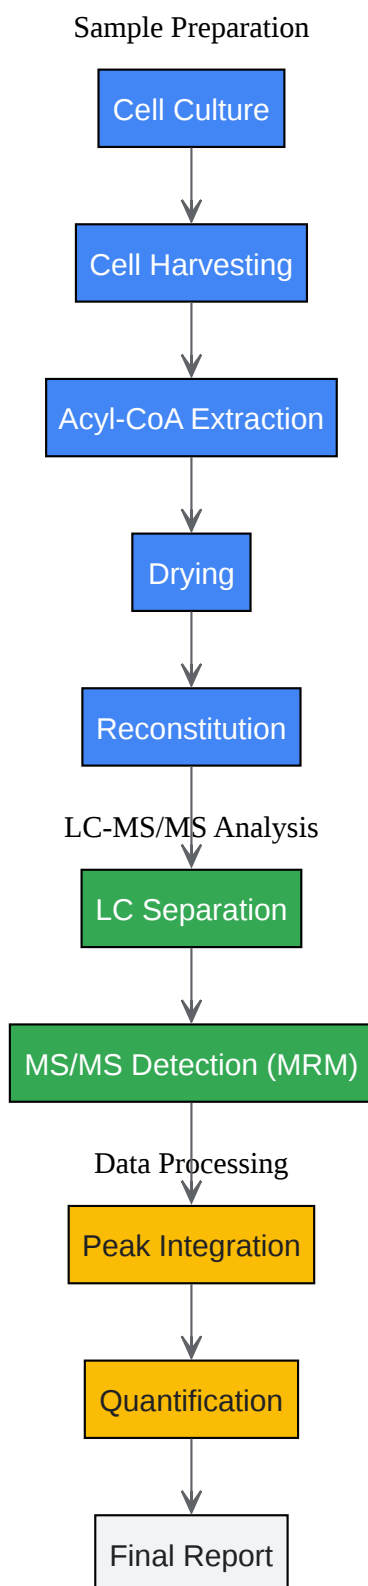 Sample Preparation
Cell Culture
Cell Harvesting
Acyl-CoA Extraction
Drying
Reconstitution
LC-MS/MS Analysis
LC Separation
MS/MS Detection (MRM)
Data Processing
Peak Integration
Quantification
Final Report